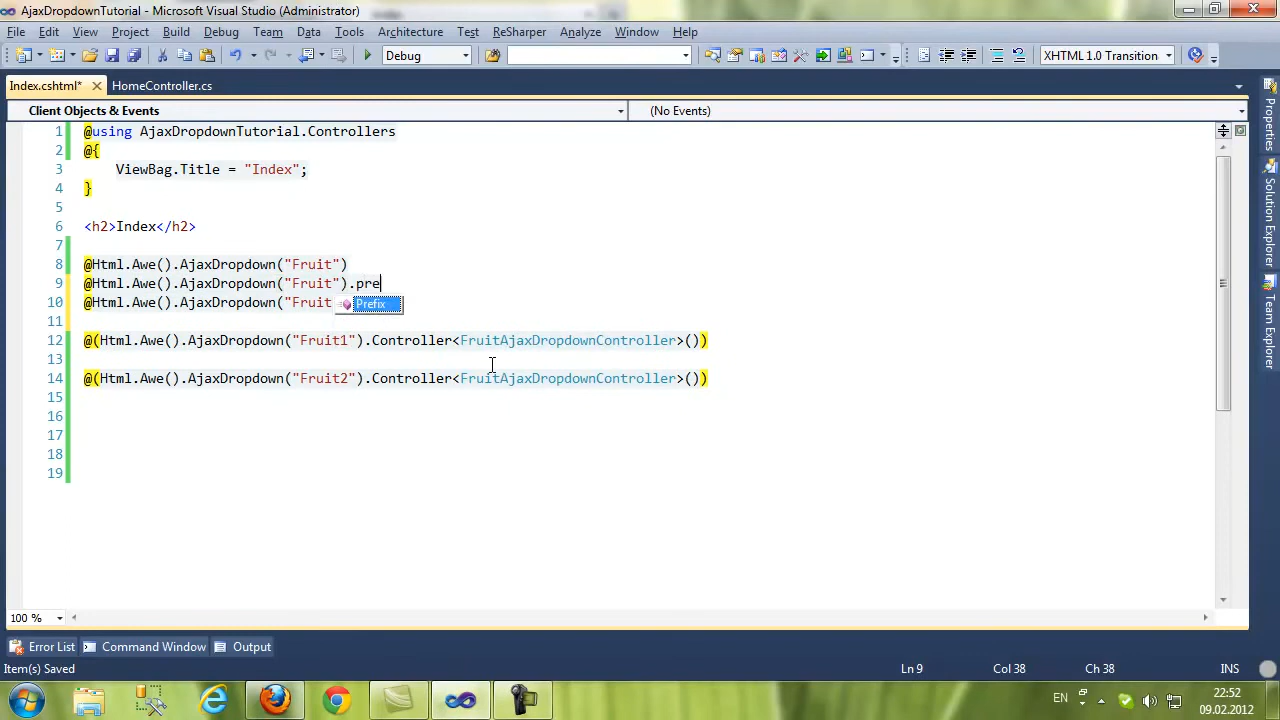 AjaxDropdownTutorial - Microsoft Visual Studio (Administrator)
File Edit View Project Build Debug Team Data Tools Architecture Test ReSharper Analyze Window Help
Debug XHTML 1.0 Transition
Index.cshtml* HomeController.cs
Client Objects & Events (No Events)
1 @using AjaxDropdownTutorial.Controllers
2 @{
3 ViewBag.Title = "Index";
4 }
5
6 <h2>Index</h2>
7
8 @Html.Awe().AjaxDropdown("Fruit")
9 @Html.Awe().AjaxDropdown("Fruit").pre
10 @Html.Awe().AjaxDropdown("Fruit
Prefix
11
12 @(Html.Awe().AjaxDropdown("Fruit1").Controller<FruitAjaxDropdownController>())
13
14 @(Html.Awe().AjaxDropdown("Fruit2").Controller<FruitAjaxDropdownController>())
15
16
17
18
19
Properties
Solution Explorer
Team Explorer
100 %
Error List Command Window Output
Item(s) Saved Ln 9 Col 38 Ch 38 INS
EN 22:52
09.02.2012